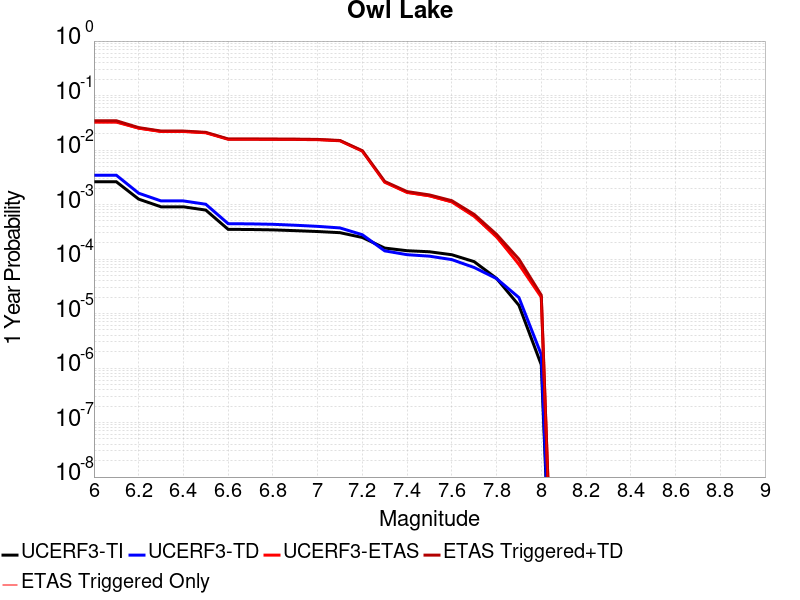 Owl Lake
10^0
10^-1
10^-2
10^-3
10^-4
10^-5
10^-6
10^-7
10^-8
1 Year Probability
6 6.2 6.4 6.6 6.8 7 7.2 7.4 7.6 7.8 8 8.2 8.4 8.6 8.8 9
Magnitude
UCERF3-TI UCERF3-TD UCERF3-ETAS ETAS Triggered+TD
ETAS Triggered Only